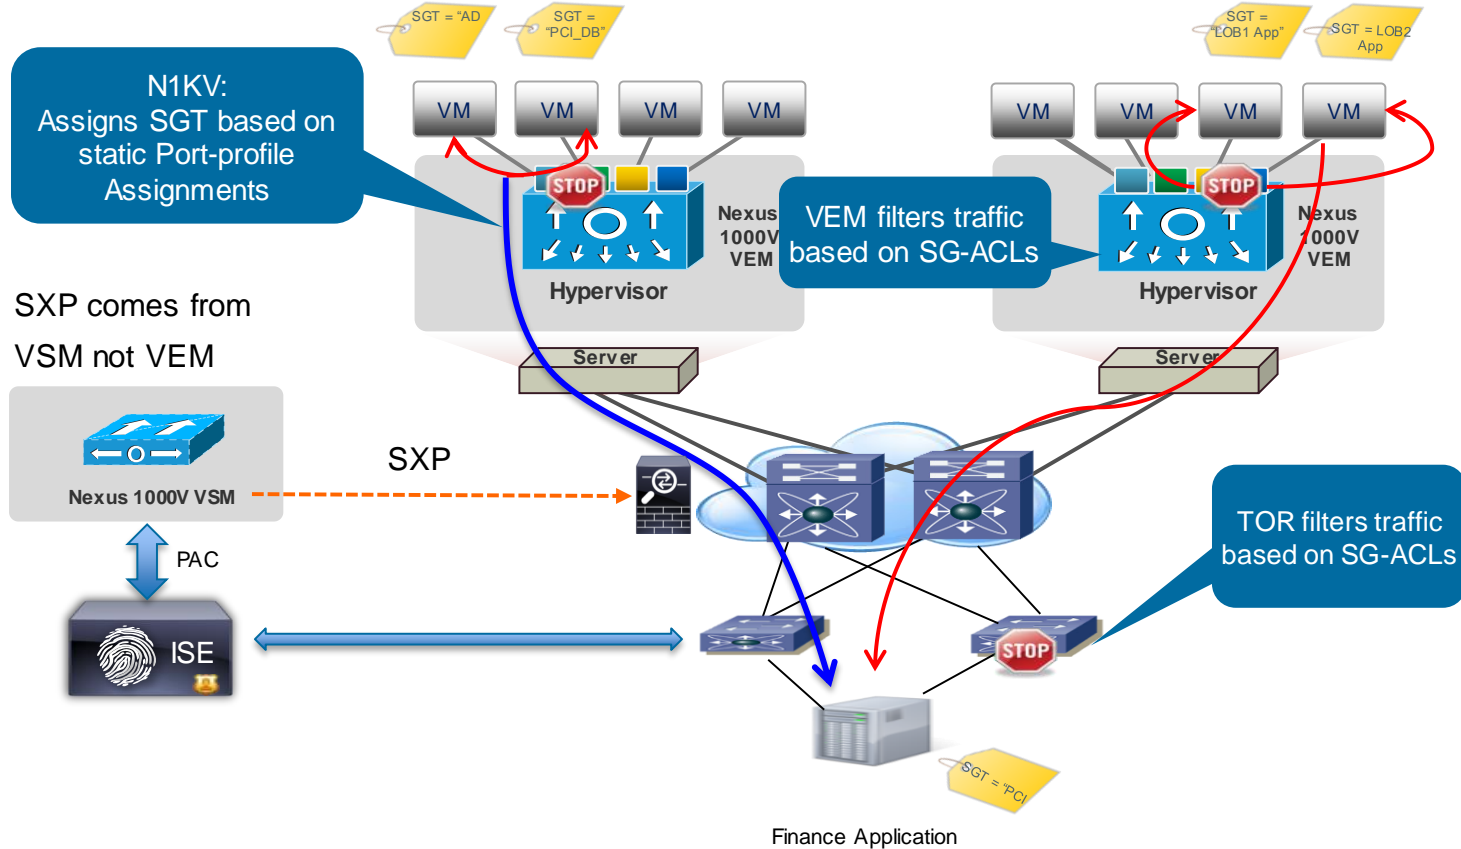 SGT = "AD
SGT =
"PCI_DB"
SGT =
"LOB1 App"
SGT = LOB2
App
N1KV:
Assigns SGT based on
static Port-profile
Assignments
VM
VM
VM
VM
VM
VM
VM
VM
STOP
STOP
Nexus
1000V
VEM
VEM filters traffic
based on SG-ACLs
Nexus
1000V
VEM
Hypervisor
Hypervisor
SXP comes from
VSM not VEM
Server
Server
SXP
Nexus 1000V VSM
TOR filters traffic
based on SG-ACLs
PAC
ISE
STOP
SGT = "PCI
Finance Application